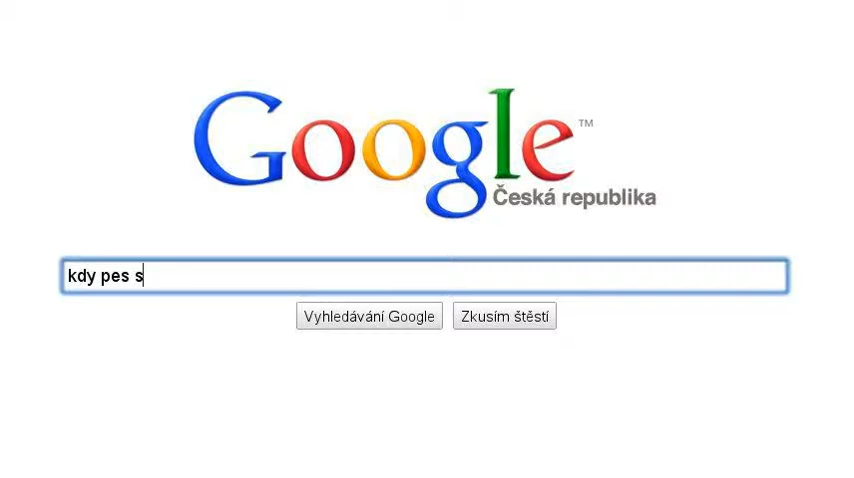 Google™
Česká republika
kdy pes s
Vyhledávání Google
Zkusím štěstí